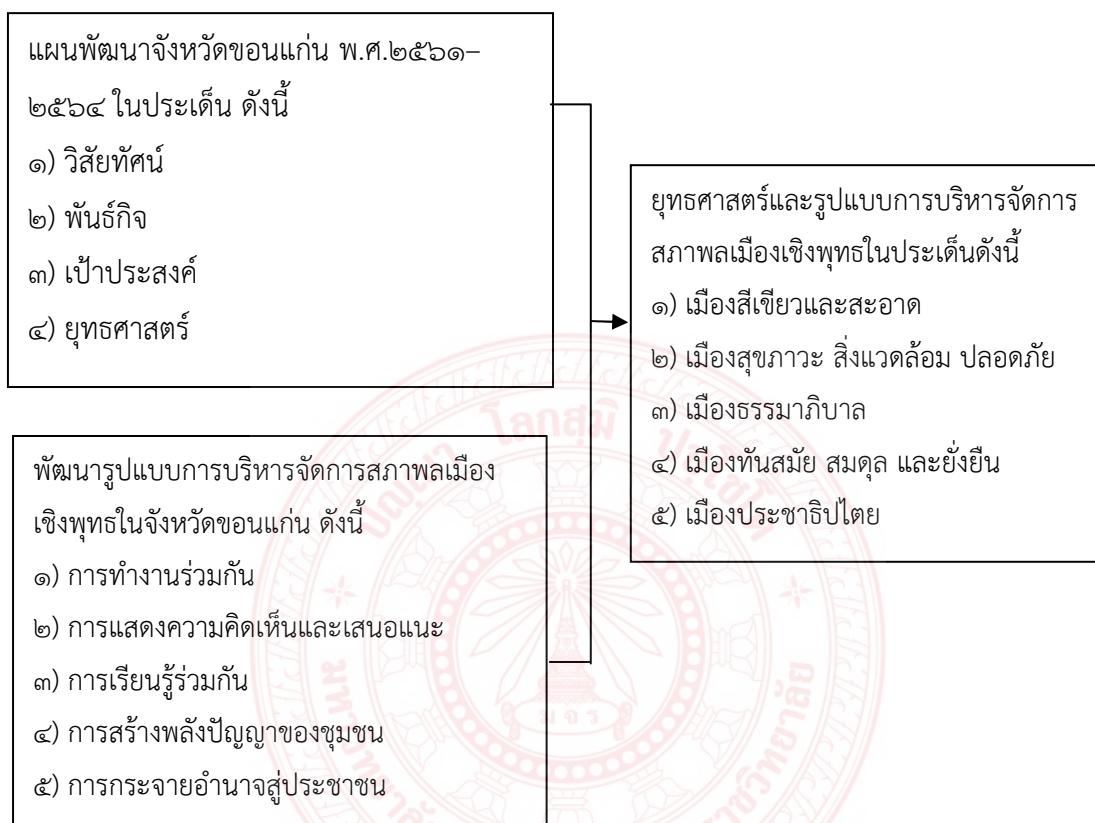 แผนพัฒนาจังหวัดขอนแก่น พ.ศ.๒๕๖๑–
๒๕๖๔ ในประเด็น ดังนี้
๑) วิสัยทัศน์
๒) พันธ์กิจ
๓) เป้าประสงค์
๔) ยุทธศาสตร์
พัฒนารูปแบบการบริหารจัดการสภาพลเมือง
เชิงพุทธในจังหวัดขอนแก่น ดังนี้
๑) การทำงานร่วมกัน
๒) การแสดงความคิดเห็นและเสนอแนะ
๓) การเรียนรู้ร่วมกัน
๔) การสร้างพลังปัญญาของชุมชน
๕) การกระจายอำนาจสู่ประชาชน
ยุทธศาสตร์และรูปแบบการบริหารจัดการ
สภาพลเมืองเชิงพุทธในประเด็นดังนี้
๑) เมืองสีเขียวและสะอาด
๒) เมืองสุขภาวะ สิ่งแวดล้อม ปลอดภัย
๓) เมืองธรรมาภิบาล
๔) เมืองทันสมัย สมดุล และยั่งยืน
๕) เมืองประชาธิปไตย
ปญฺญา โลกสฺมิ ปชฺโชโต
มจร